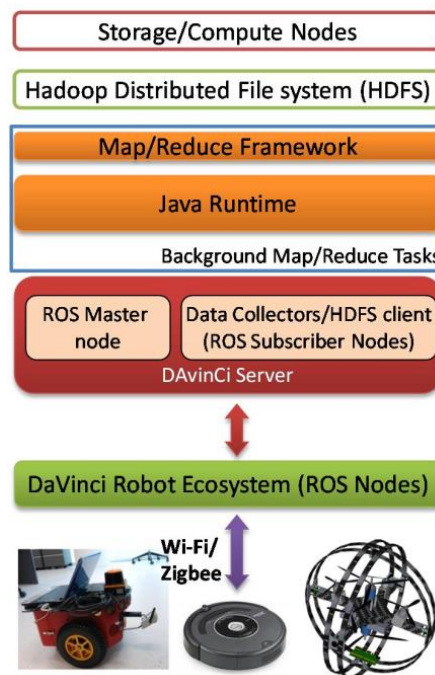 Storage/Compute Nodes
Hadoop Distributed File system (HDFS)
Map/Reduce Framework
Java Runtime
Background Map/Reduce Tasks
ROS Master
node
Data Collectors/HDFS client
(ROS Subscriber Nodes)
DAvinCi Server
DaVinci Robot Ecosystem (ROS Nodes)
Wi-Fi/
Zigbee